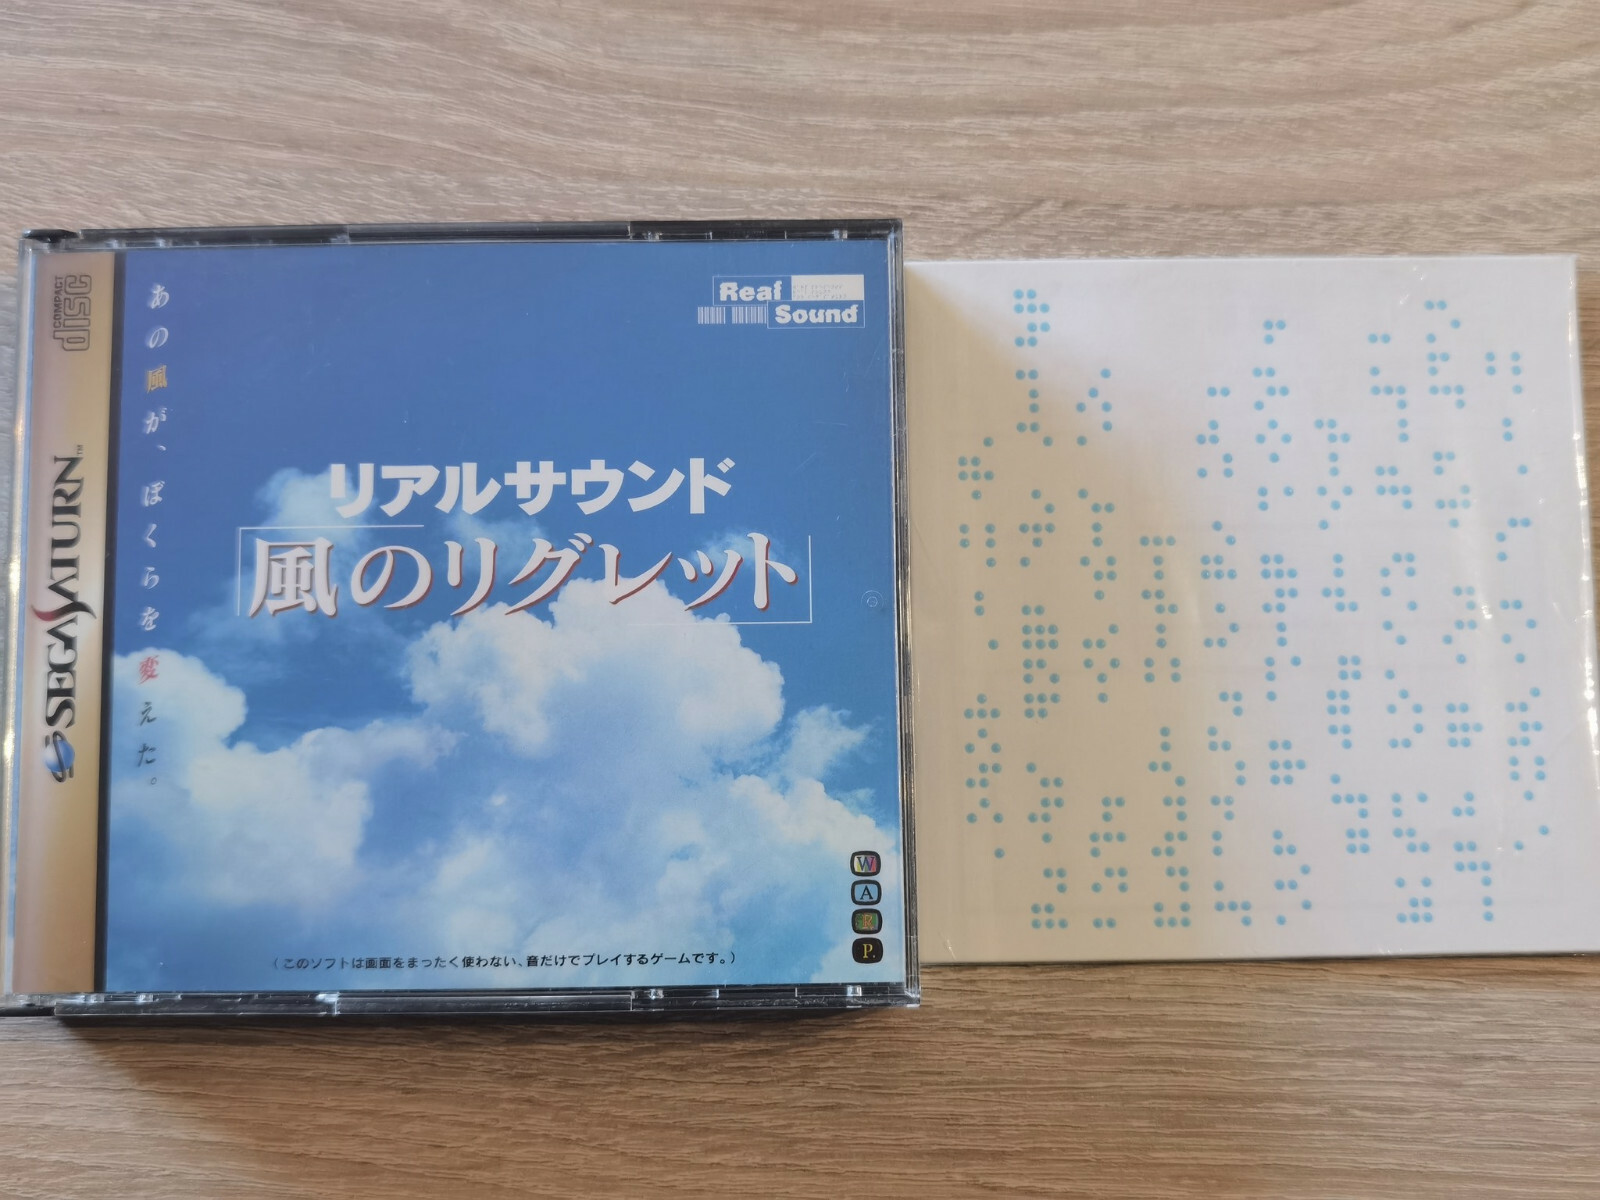 COMPACT
disc
SEGA SATURN™
あの風が、ぼくらを変えた。
Real
Sound
リアルサウンド
「風のリグレット」
W
A
R
P.
(このソフトは画面をまったく使わない、音だけでプレイするゲームです。)